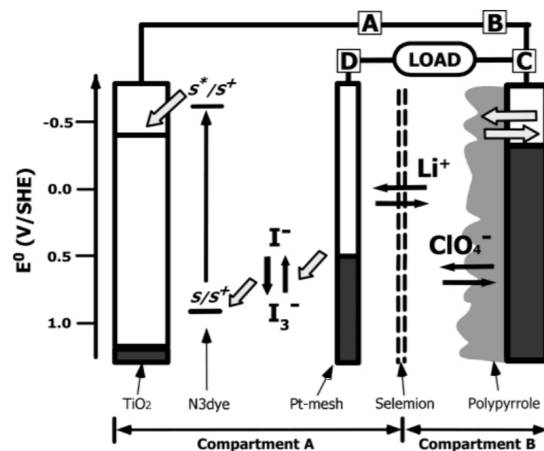 A
B
D
LOAD
C
S*/S+
-0.5
0.0
0.5
1.0
E⁰ (V/SHE)
Li⁺
I⁻
ClO₄⁻
S/S+
I₃⁻
TiO₂
N3dye
Pt-mesh
Selemion
Polypyrrole
Compartment A
Compartment B